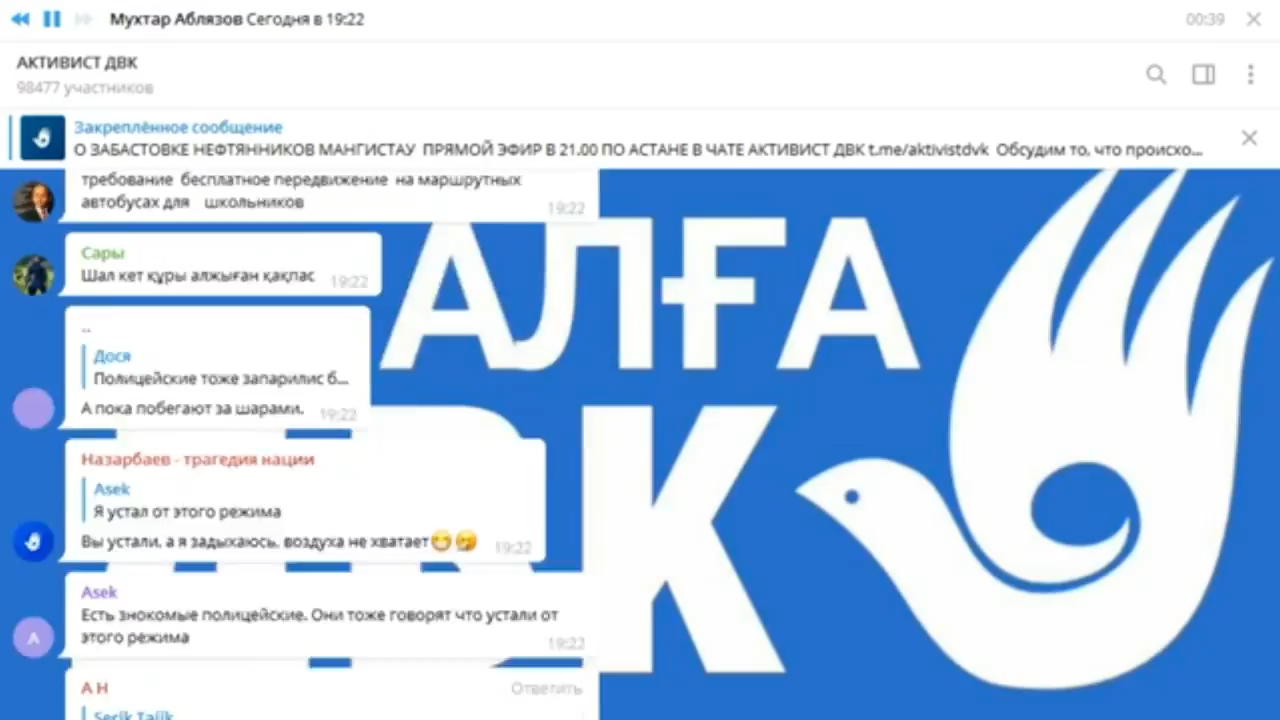 Мухтар Аблязов Сегодня в 19:22
00:39
АКТИВИСТ ДВК
98477 участников
Закреплённое сообщение
О ЗАБАСТОВКЕ НЕФТЯННИКОВ МАНГИСТАУ ПРЯМОЙ ЭФИР В 21.00 ПО АСТАНЕ В ЧАТЕ АКТИВИСТ ДВК t.me/aktivistdvk Обсудим то, что происхо...
требование бесплатное передвижение на маршрутных
автобусах для школьников
19:22
Сары
Шал кет құры алжыған қақпас
19:22
..
Дося
Полицейские тоже запарилис б...
А пока побегают за шарами.
19:22
Назарбаев - трагедия нации
Asek
Я устал от этого режима
Вы устали, а я задыхаюсь, воздуха не хватает😁🤧
19:22
Asek
Есть знокомые полицейские. Они тоже говорят что устали от
этого режима
19:22
А Н
Ответить
Serik Tajik
A
АЛҒА
К